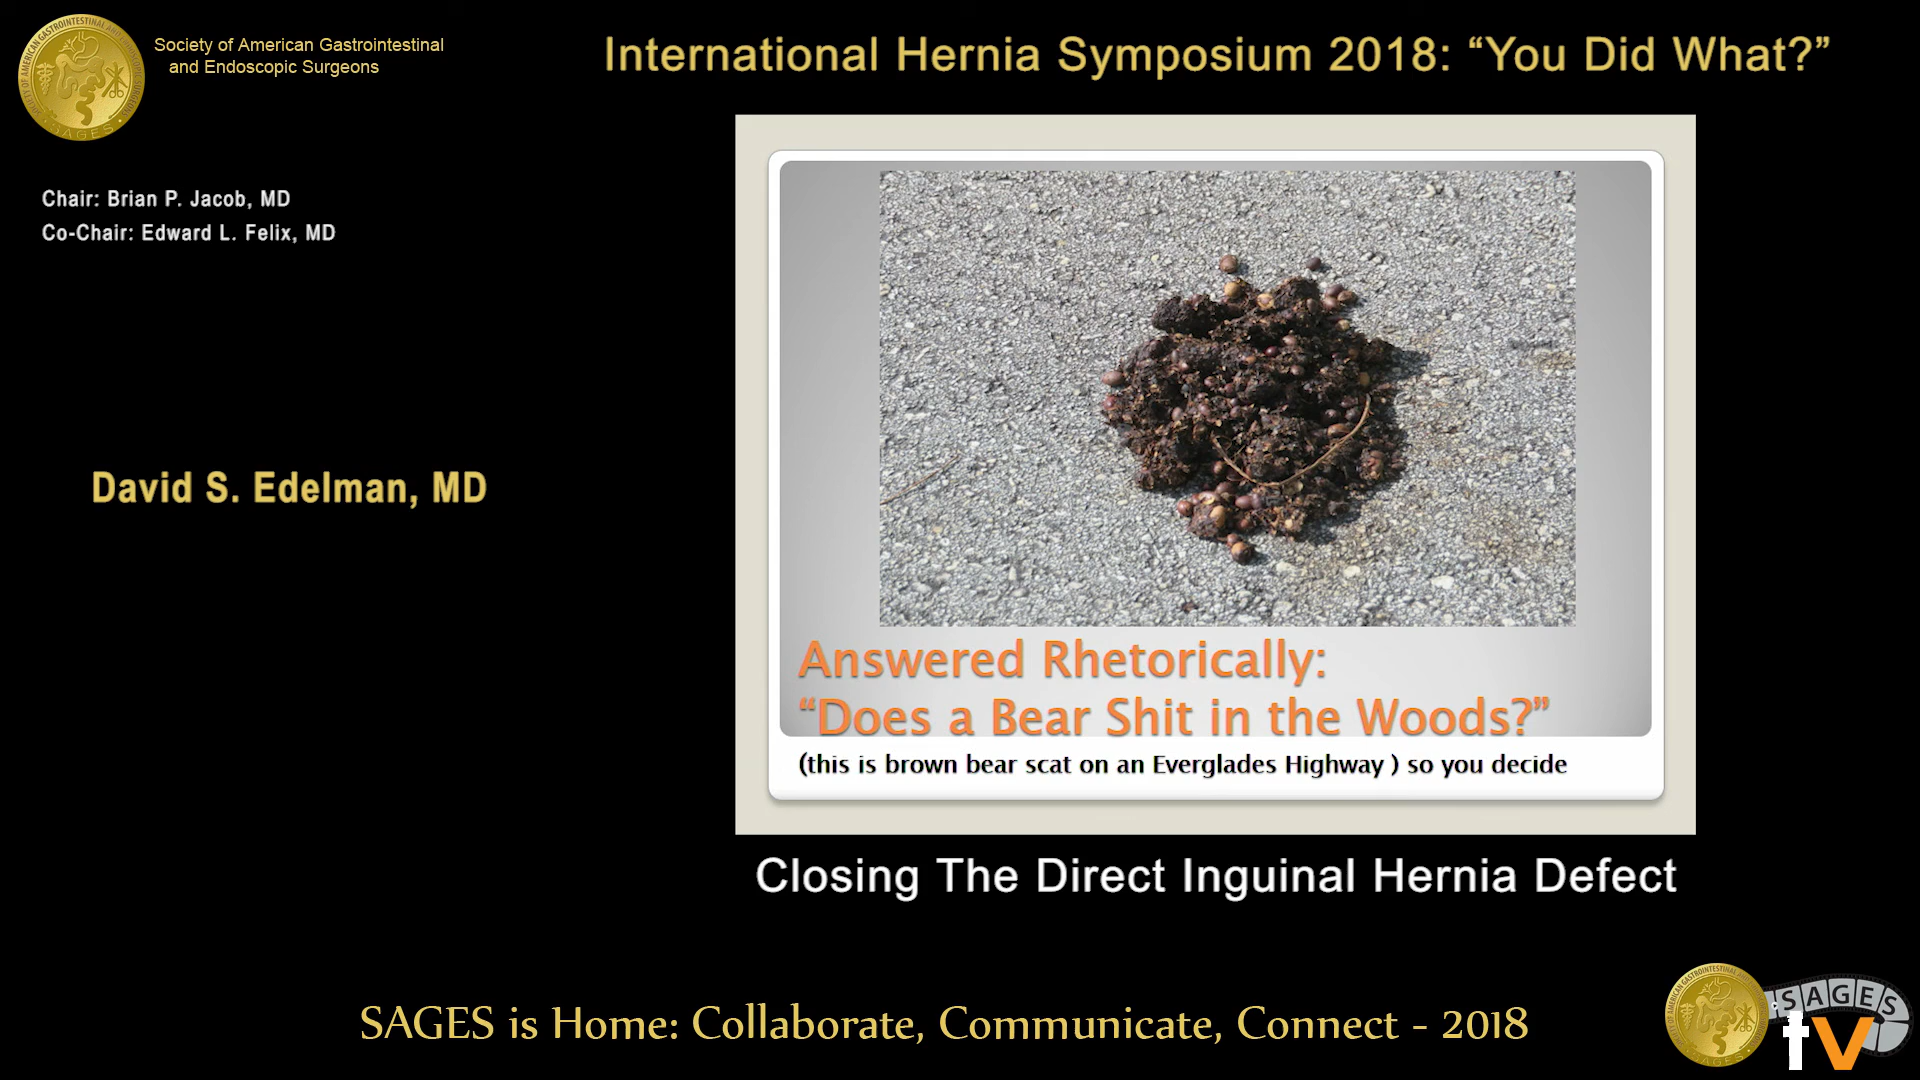 Society of American Gastrointestinal
and Endoscopic Surgeons
International Hernia Symposium 2018: “You Did What?”
Chair: Brian P. Jacob, MD
Co-Chair: Edward L. Felix, MD
David S. Edelman, MD
Answered Rhetorically:
“Does a Bear Shit in the Woods?”
(this is brown bear scat on an Everglades Highway ) so you decide
Closing The Direct Inguinal Hernia Defect
SAGES is Home: Collaborate, Communicate, Connect - 2018
SAGES
SAGES
tv